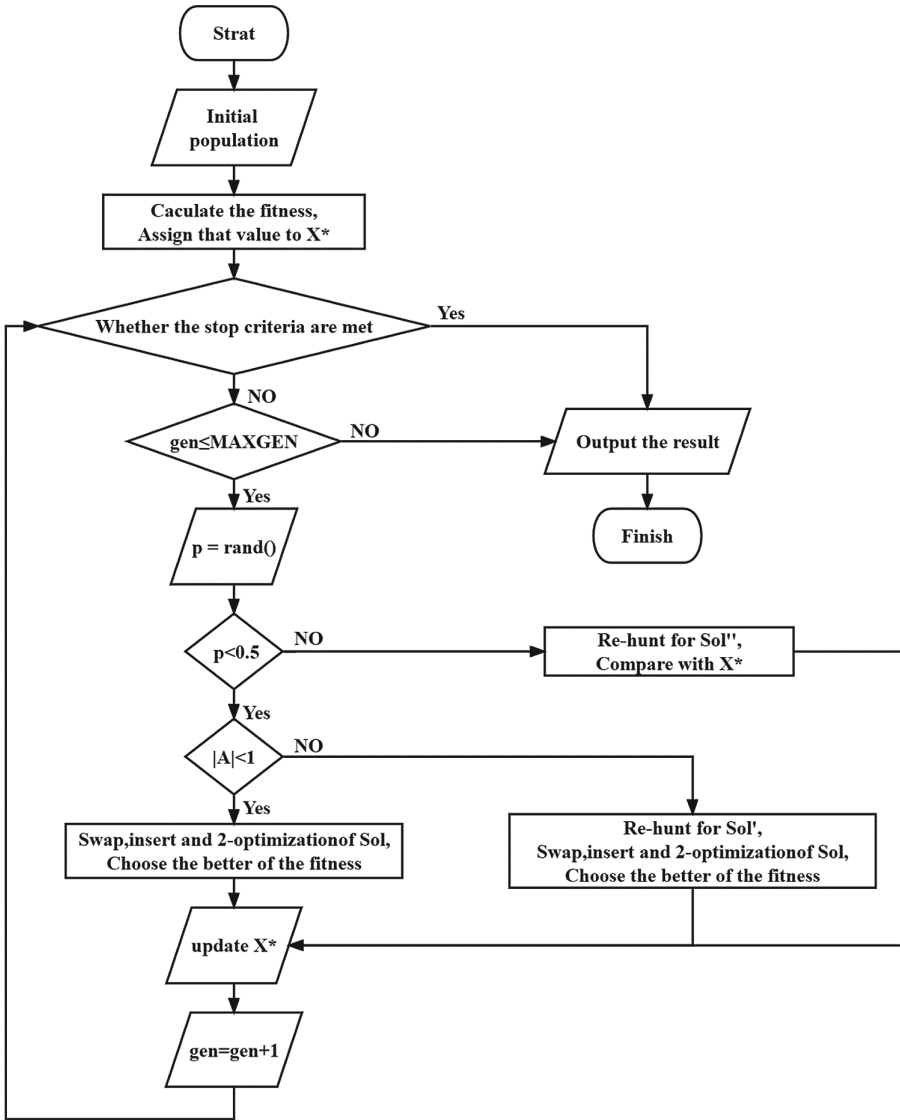 Strat
Initial
population
Caculate the fitness,
Assign that value to X*
Whether the stop criteria are met
Yes
NO
gen≤MAXGEN
NO
Output the result
Yes
Finish
p = rand()
p<0.5
NO
Re-hunt for Sol'',
Compare with X*
Yes
|A|<1
NO
Yes
Swap,insert and 2-optimizationof Sol,
Choose the better of the fitness
Re-hunt for Sol',
Swap,insert and 2-optimizationof Sol,
Choose the better of the fitness
update X*
gen=gen+1